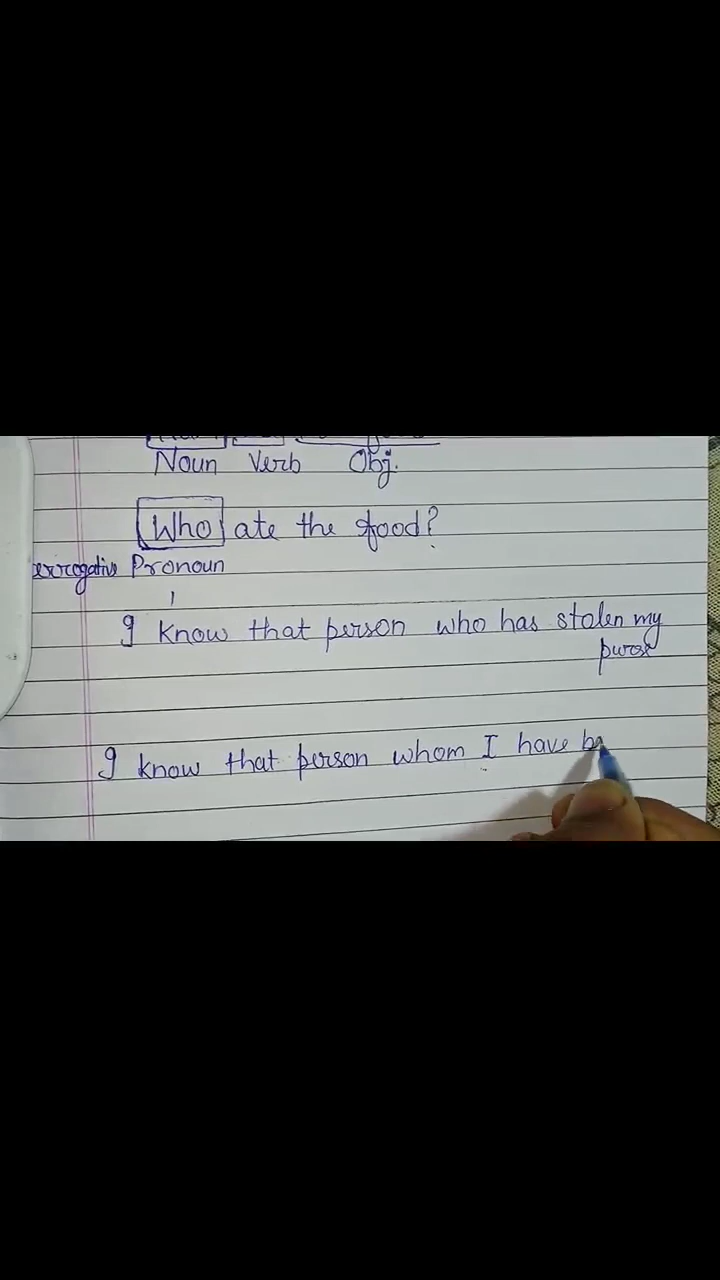 Noun Verb Obj.
Who ate the food?
errogative Pronoun
I know that person who has stolen my
purse
I know that person whom I have